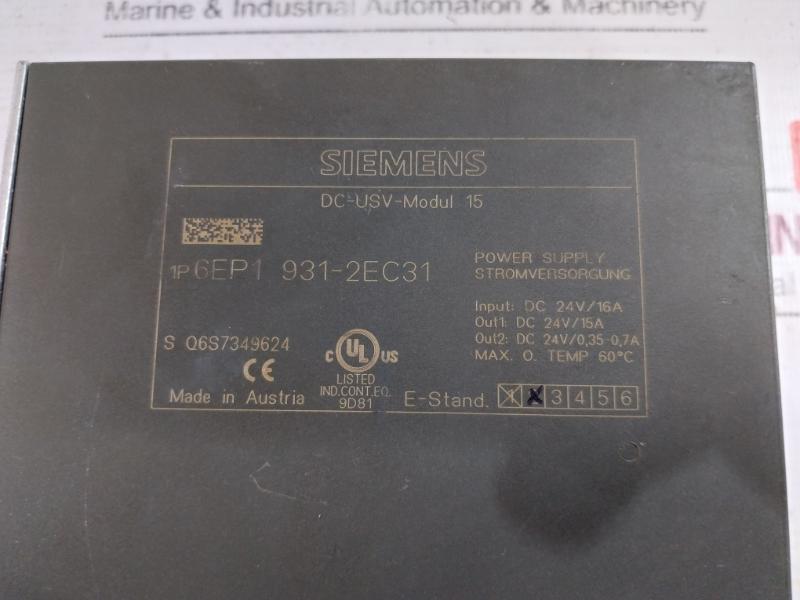 Marine & Industrial Automation & Machinery
SIEMENS
DC-USV-Modul 15
1P 6EP1 931-2EC31
S Q6S7349624
CE
Made in Austria
C UL US
LISTED
IND.CONT.EQ.
9D81
POWER SUPPLY
STROMVERSORGUNG
Input: DC 24V/16A
Out1: DC 24V/15A
Out2: DC 24V/0,35-0,7A
MAX. O. TEMP 60°C
E-Stand. 1 X 3 4 5 6